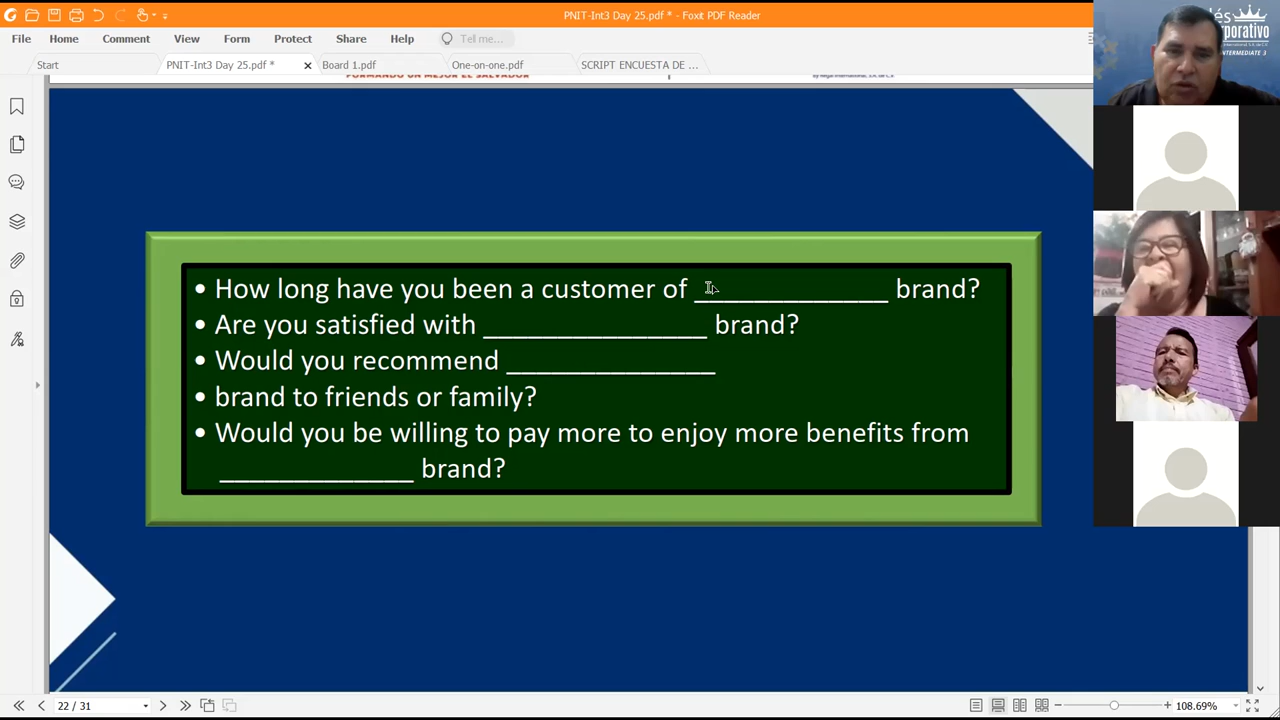 PNIT-Int3 Day 25.pdf * - Foxit PDF Reader
File Home Comment View Form Protect Share Help Tell me...
Start PNIT-Int3 Day 25.pdf * Board 1.pdf One-on-one.pdf SCRIPT ENCUESTA DE ...
FORMANDO UN MEJOR EL SALVADOR
INTERMEDIATE 3
• How long have you been a customer of _____________ brand?
• Are you satisfied with _______________ brand?
• Would you recommend ______________
• brand to friends or family?
• Would you be willing to pay more to enjoy more benefits from
_____________ brand?
22 / 31
108.69%